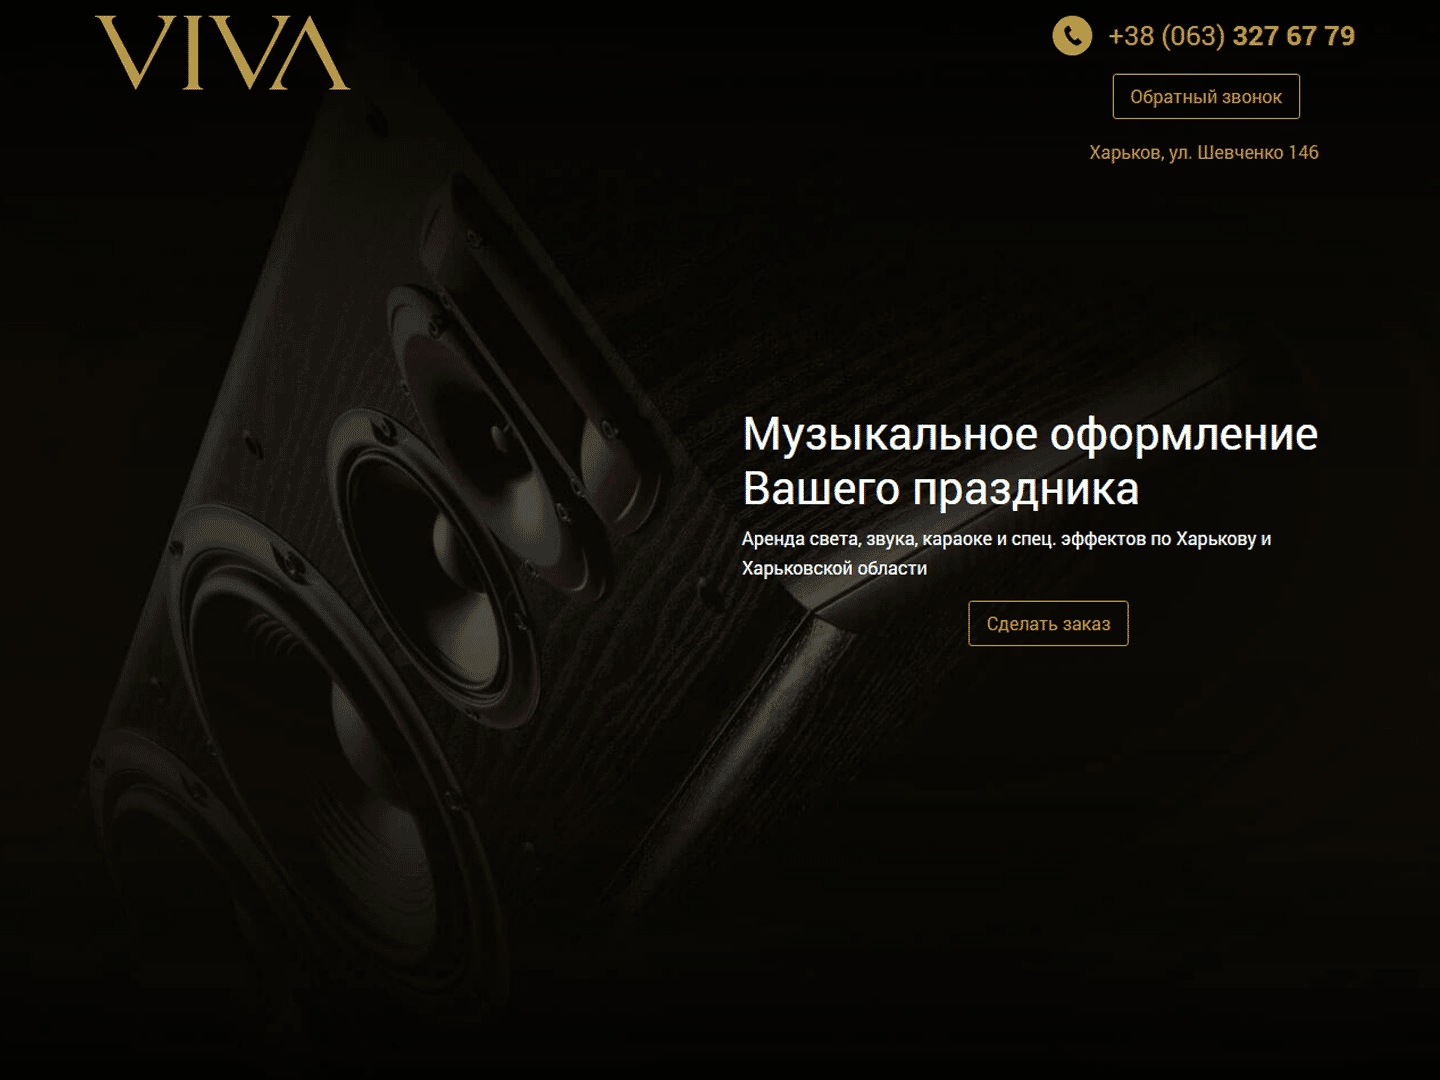 VIVA
+38 (063) 327 67 79
Обратный звонок
Харьков, ул. Шевченко 146
Музыкальное оформление
Вашего праздника
Аренда света, звука, караоке и спец. эффектов по Харькову и
Харьковской области
Сделать заказ